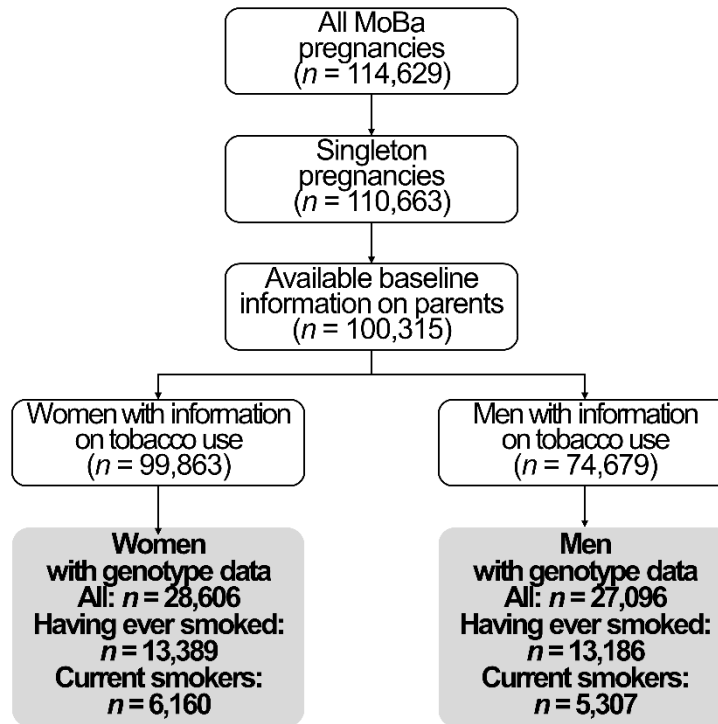 All MoBa
pregnancies
(n = 114,629)
Singleton
pregnancies
(n = 110,663)
Available baseline
information on parents
(n = 100,315)
Women with information
on tobacco use
(n = 99,863)
Men with information
on tobacco use
(n = 74,679)
Women
with genotype data
All: n = 28,606
Having ever smoked:
n = 13,389
Current smokers:
n = 6,160
Men
with genotype data
All: n = 27,096
Having ever smoked:
n = 13,186
Current smokers:
n = 5,307